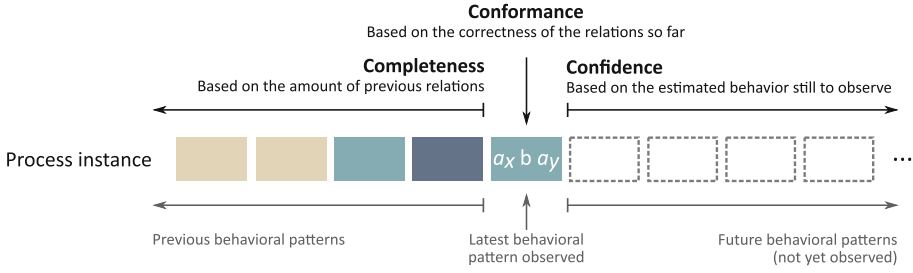 Conformance
Based on the correctness of the relations so far
Completeness
Based on the amount of previous relations
Confidence
Based on the estimated behavior still to observe
Process instance
ax b ay
...
Previous behavioral patterns
Latest behavioral
pattern observed
Future behavioral patterns
(not yet observed)